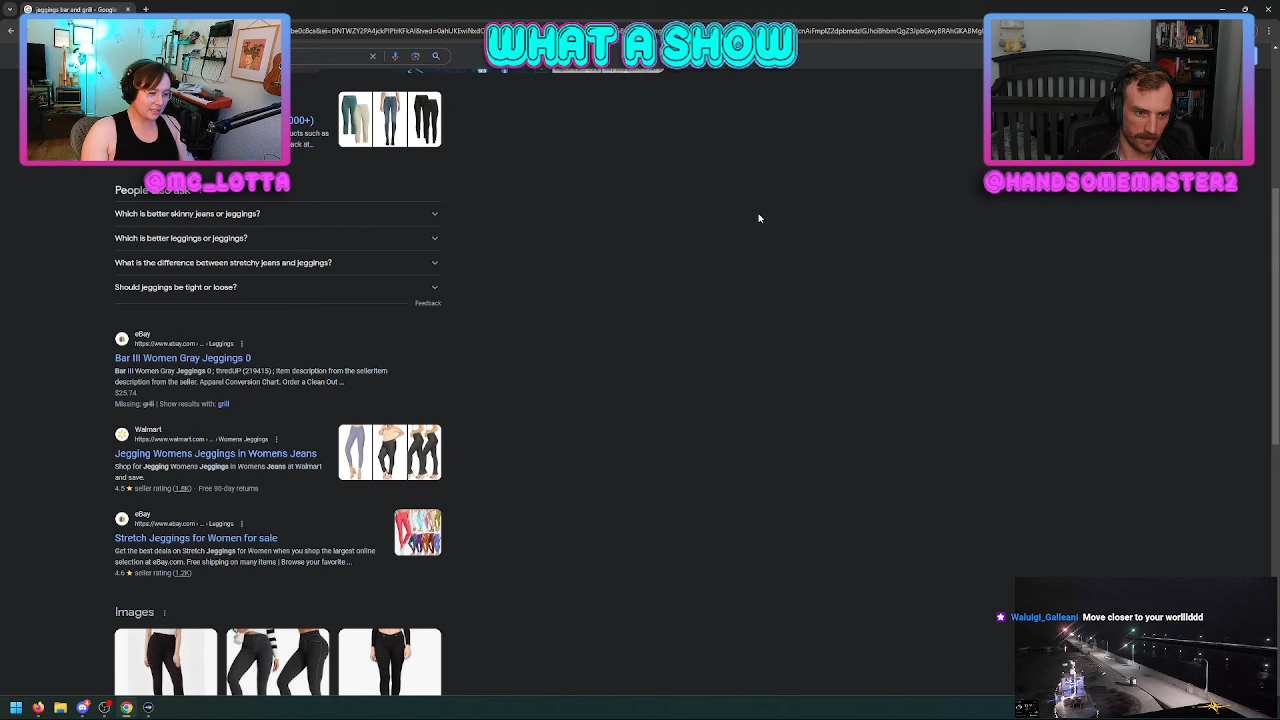 jeggings bar and grill
WHAT A SHOW
000+)
ducts such as
ack at...
@MC_LOTTA
@HANDSOMEMASTER2
People also ask
Which is better skinny jeans or jeggings?
Which is better leggings or jeggings?
What is the difference between stretchy jeans and jeggings?
Should jeggings be tight or loose?
Feedback
eBay
https://www.ebay.com › ... › Leggings
Bar III Women Gray Jeggings 0
Bar III Women Gray Jeggings 0 ; thredUP (219415) ; Item description from the sellerItem
description from the seller. Apparel Conversion Chart. Order a Clean Out ...
$25.74
Missing: grill | Show results with: grill
Walmart
https://www.walmart.com › ... › Womens Jeggings
Jegging Womens Jeggings in Womens Jeans
Shop for Jegging Womens Jeggings in Womens Jeans at Walmart
and save.
4.5 ★ seller rating (1.8K) · Free 90-day returns
eBay
https://www.ebay.com › ... › Leggings
Stretch Jeggings for Women for sale
Get the best deals on Stretch Jeggings for Women when you shop the largest online
selection at eBay.com. Free shipping on many items | Browse your favorite ...
4.6 ★ seller rating (1.2K)
Waluigi_Galleani Move closer to your worllddd
Images